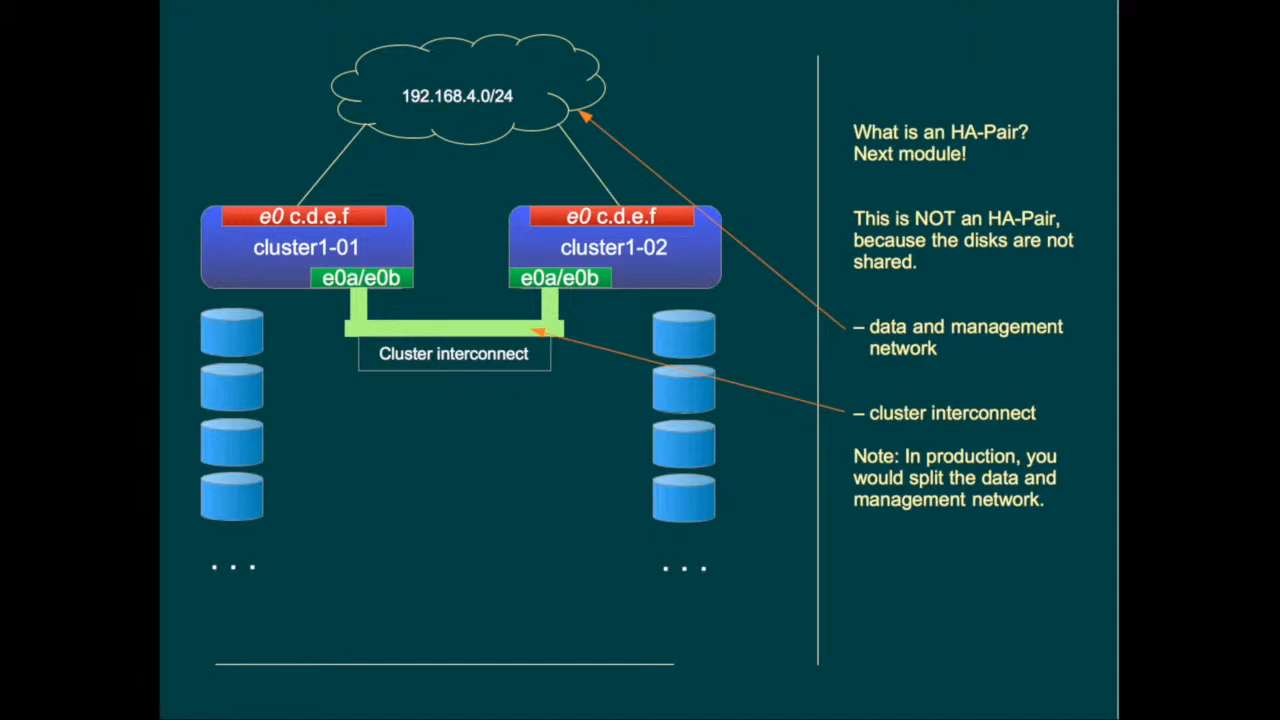 192.168.4.0/24
e0 c.d.e.f
cluster1-01
e0a/e0b
e0 c.d.e.f
cluster1-02
e0a/e0b
Cluster interconnect
. . .
. . .
What is an HA-Pair?
Next module!
This is NOT an HA-Pair,
because the disks are not
shared.
– data and management
network
– cluster interconnect
Note: In production, you
would split the data and
management network.